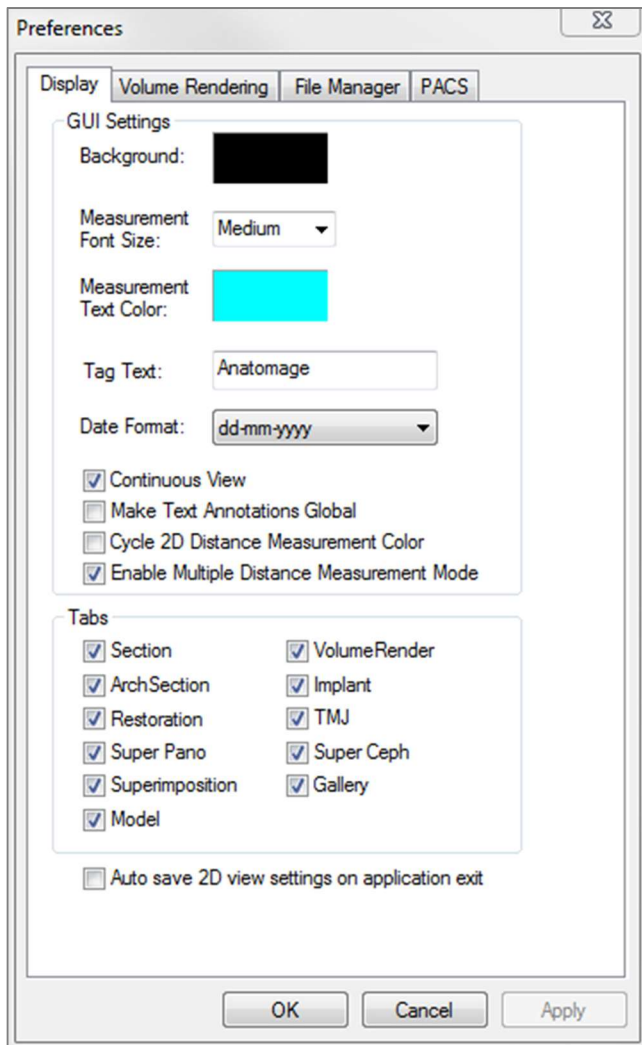 Preferences
Display Volume Rendering File Manager PACS
GUI Settings
Background:
Measurement
Font Size: Medium
Measurement
Text Color:
Tag Text: Anatomage
Date Format: dd-mm-yyyy
Continuous View
Make Text Annotations Global
Cycle 2D Distance Measurement Color
Enable Multiple Distance Measurement Mode
Tabs
Section VolumeRender
ArchSection Implant
Restoration TMJ
Super Pano Super Ceph
Superimposition Gallery
Model
Auto save 2D view settings on application exit
OK Cancel Apply